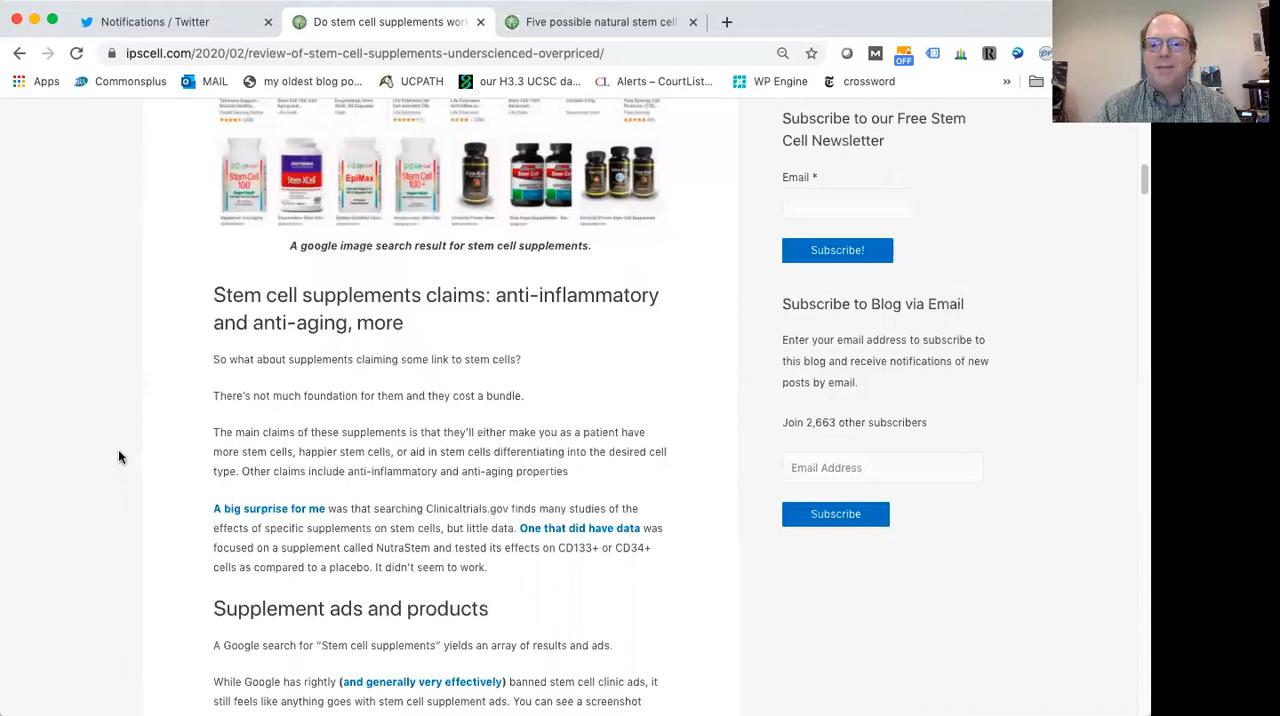 Notifications / Twitter
Do stem cell supplements wor
Five possible natural stem cel
ipscell.com/2020/02/review-of-stem-cell-supplements-underscienced-overpriced/
OFF
Apps
Commonsplus
MAIL
my oldest blog po...
UCPATH
our H3.3 UCSC da...
CL Alerts – CourtList...
WP Engine
crossword
»
Stem Cell 100
Stem XCell
EpiMax
Stem Cell 100+
A google image search result for stem cell supplements.
Stem cell supplements claims: anti-inflammatory
and anti-aging, more
So what about supplements claiming some link to stem cells?
There's not much foundation for them and they cost a bundle.
The main claims of these supplements is that they'll either make you as a patient have
more stem cells, happier stem cells, or aid in stem cells differentiating into the desired cell
type. Other claims include anti-inflammatory and anti-aging properties
A big surprise for me was that searching Clinicaltrials.gov finds many studies of the
effects of specific supplements on stem cells, but little data. One that did have data was
focused on a supplement called NutraStem and tested its effects on CD133+ or CD34+
cells as compared to a placebo. It didn't seem to work.
Supplement ads and products
A Google search for “Stem cell supplements” yields an array of results and ads.
While Google has rightly (and generally very effectively) banned stem cell clinic ads, it
still feels like anything goes with stem cell supplement ads. You can see a screenshot
Subscribe to our Free Stem
Cell Newsletter
Email *
Subscribe!
Subscribe to Blog via Email
Enter your email address to subscribe to
this blog and receive notifications of new
posts by email.
Join 2,663 other subscribers
Email Address
Subscribe